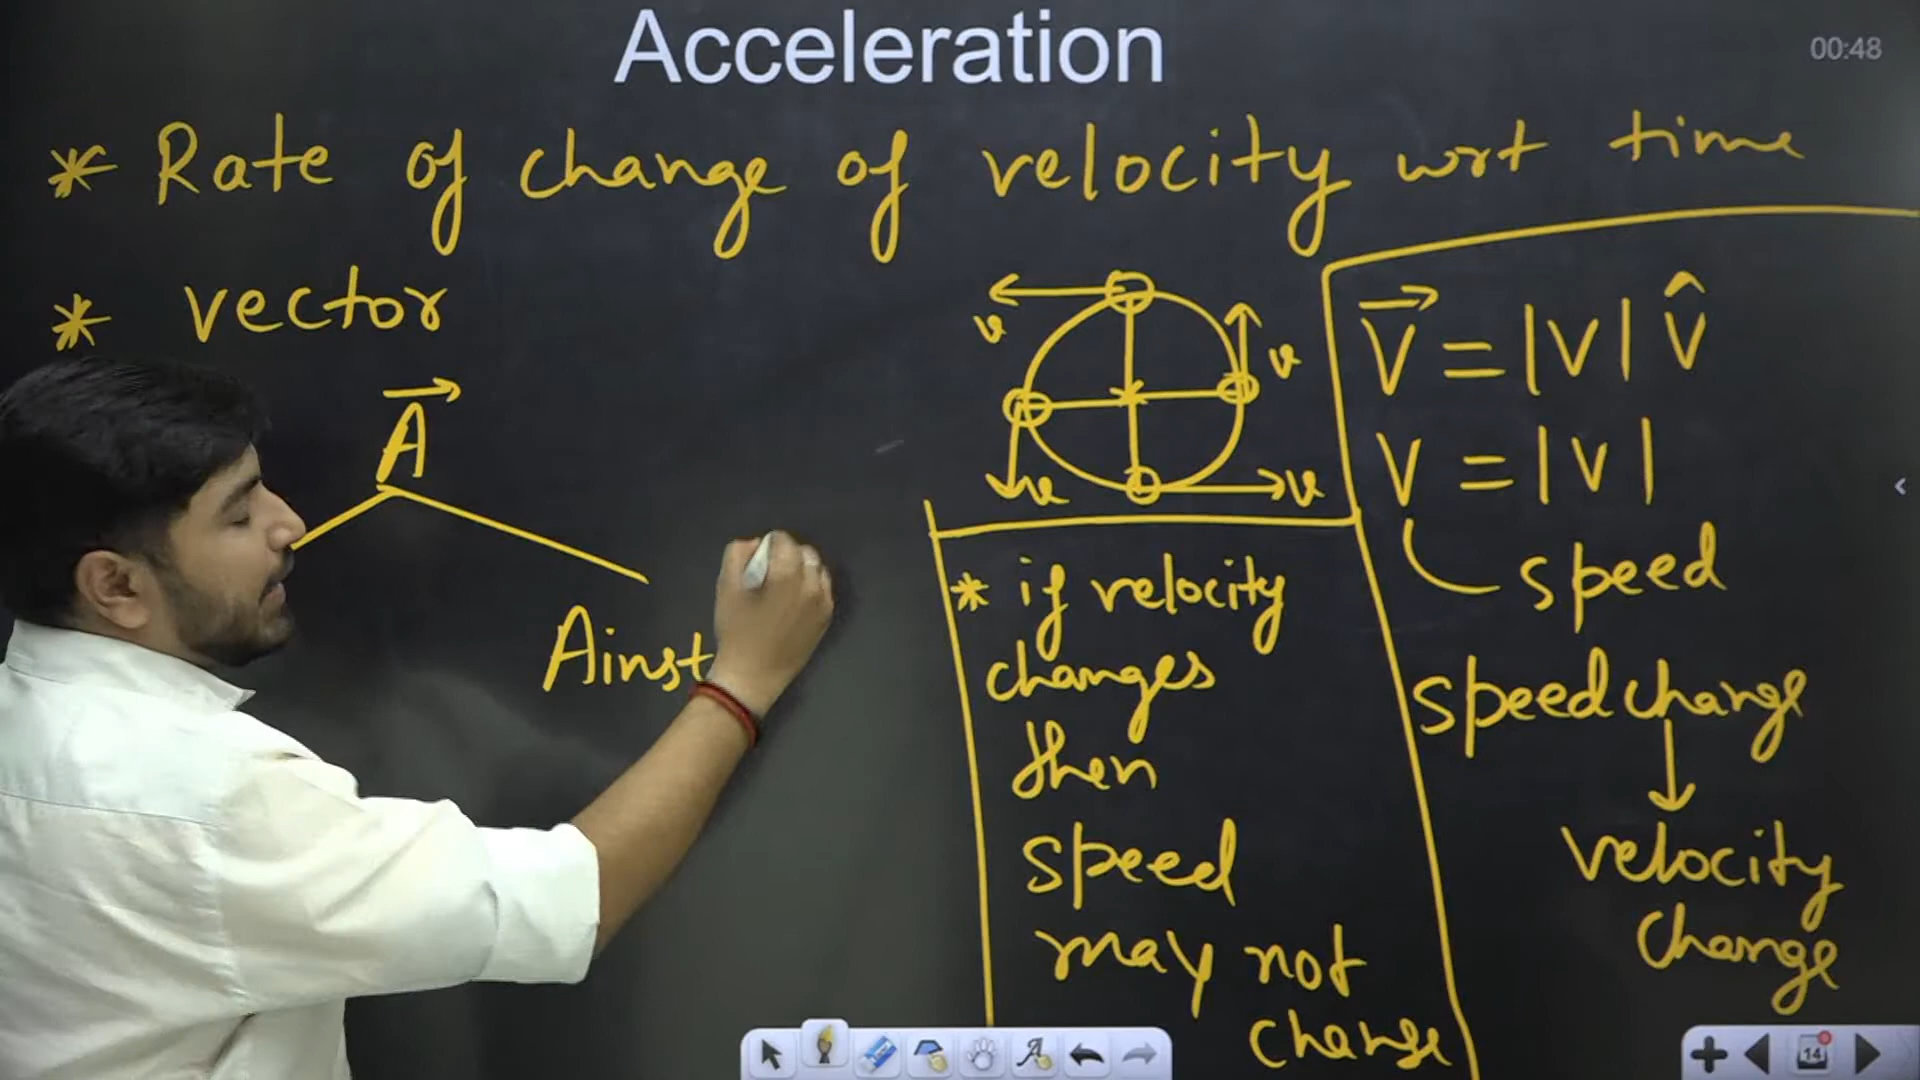 Acceleration
00:48
* Rate of change of velocity wrt time
* vector
A
Ainst
v
v
v
v
* if velocity
changes
then
speed
may not
change
V = |V| v̂
V = |V|
speed
speed change
velocity
change
14